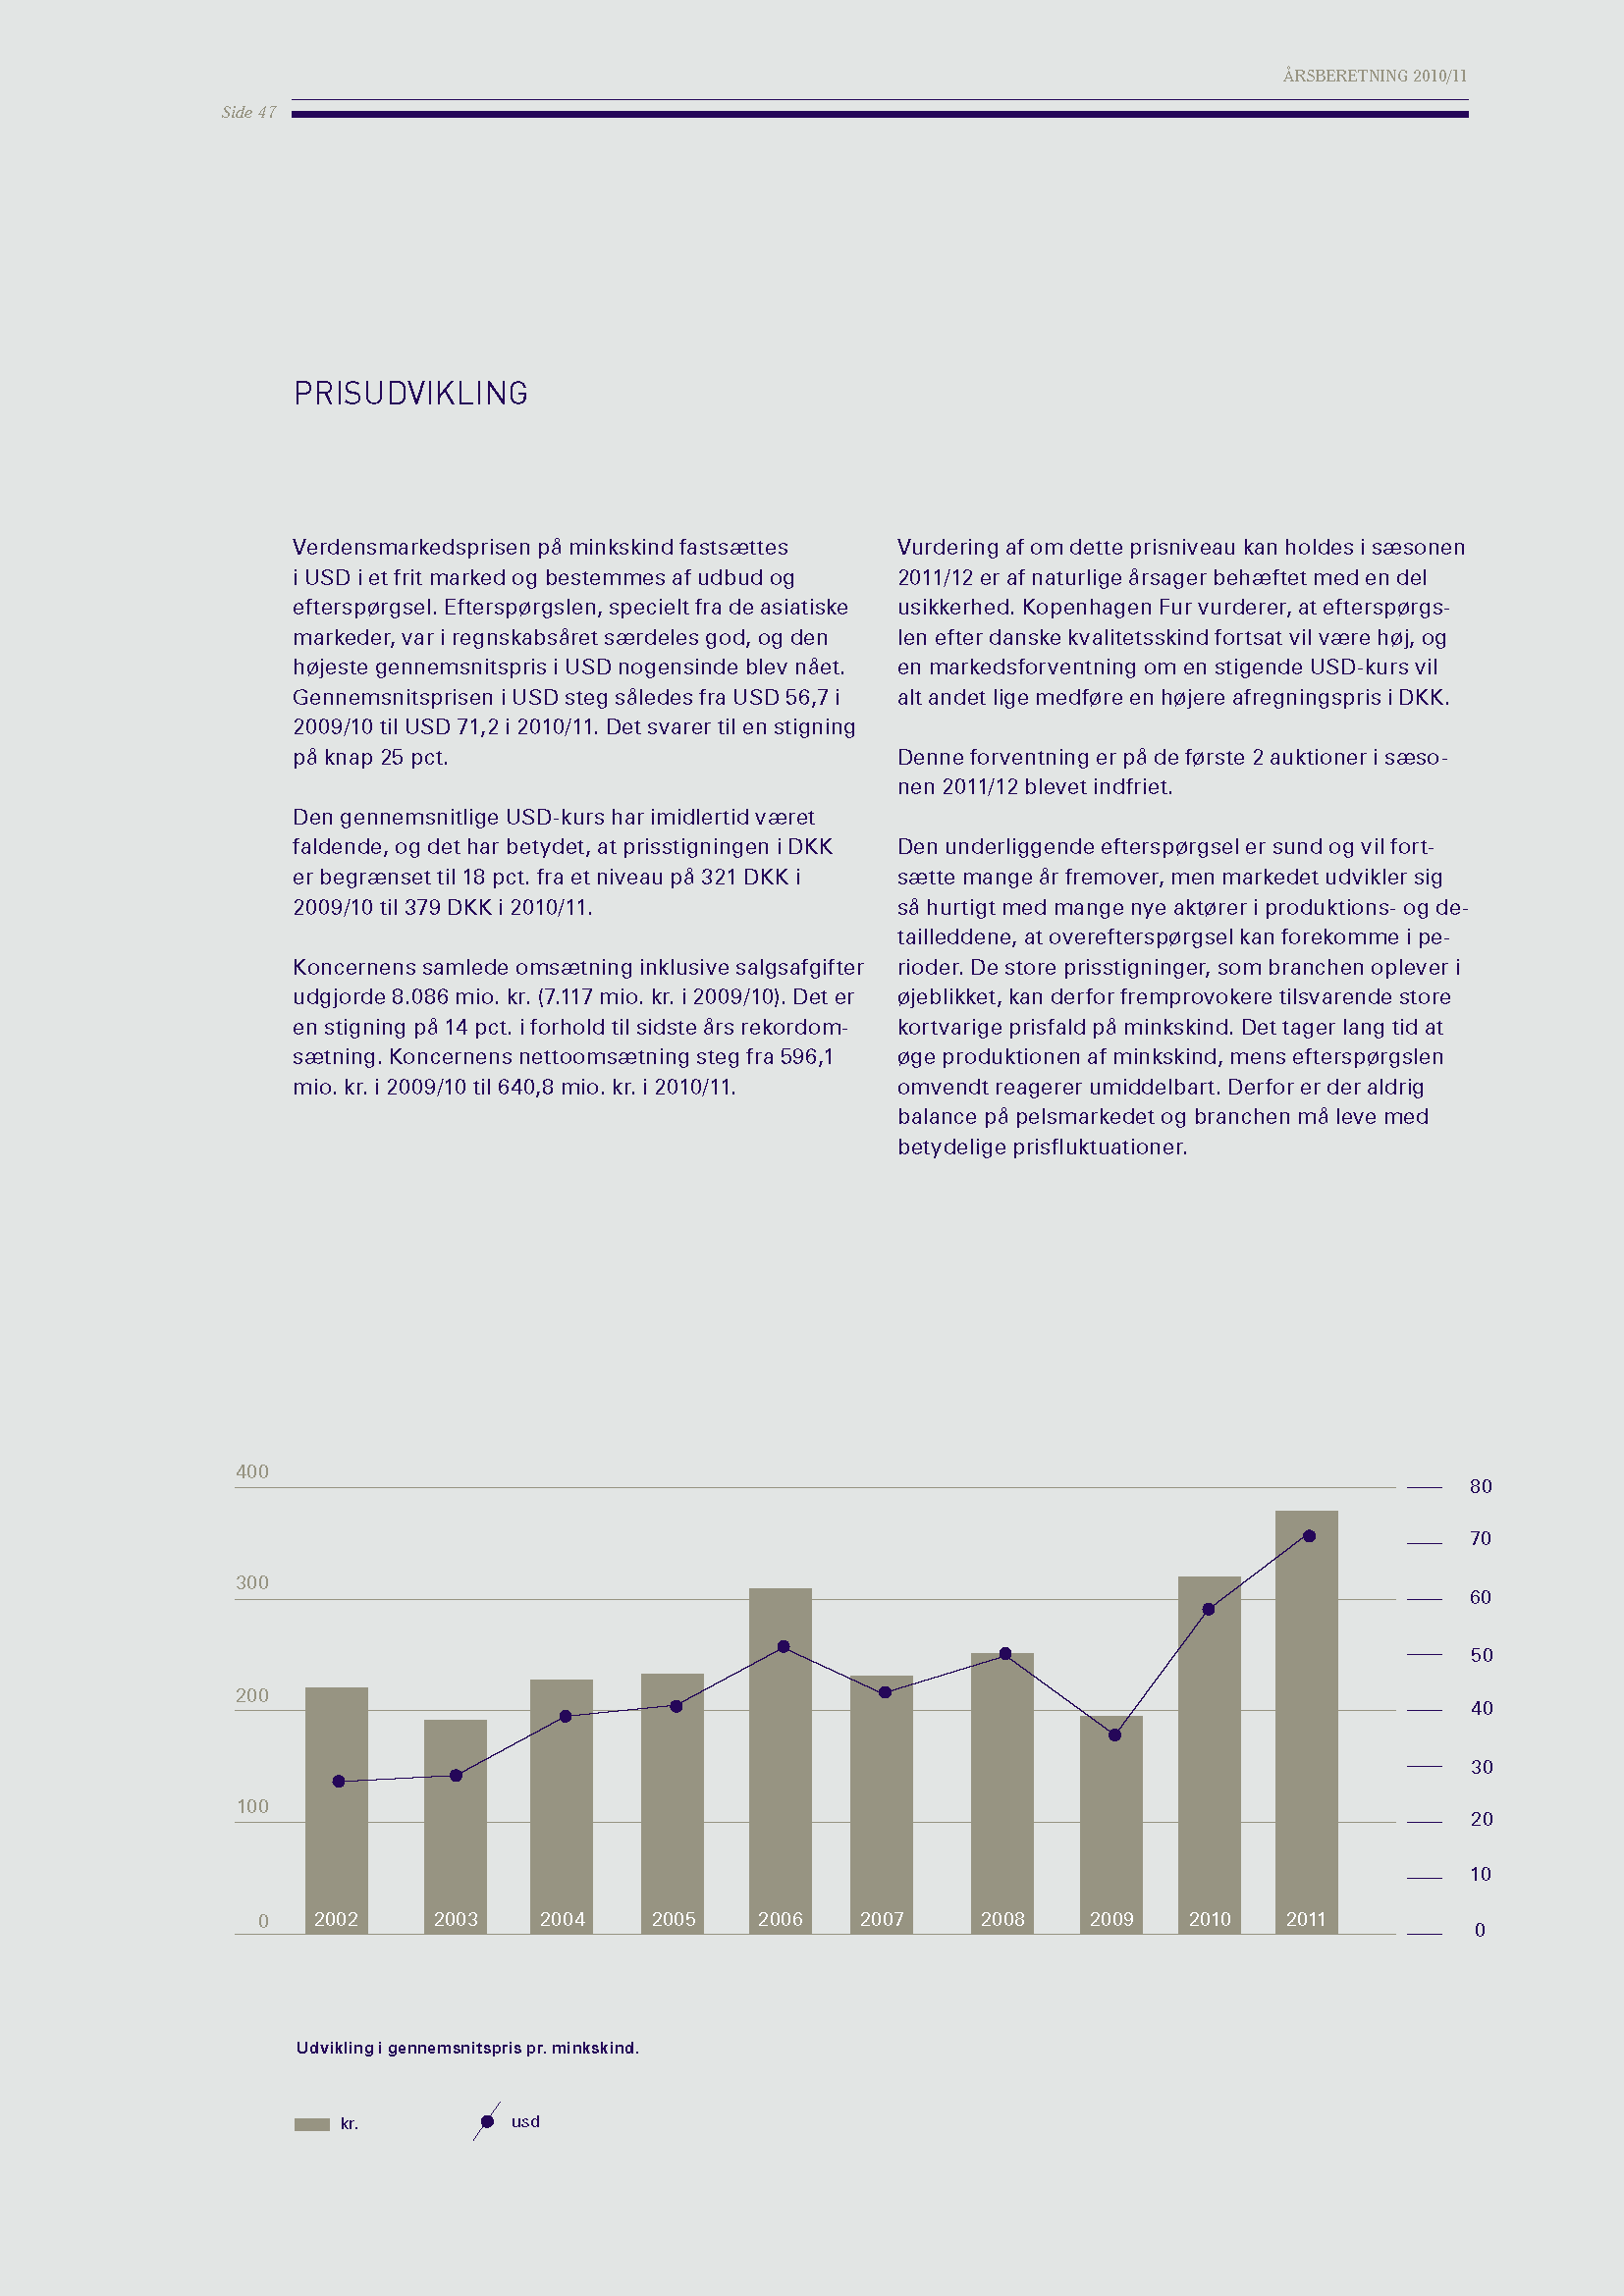 ÅRSBERETNING 2010/11
Side 47
PRISUDVIKLING
Verdensmarkedsprisen på minkskind fastsættes
i USD i et frit marked og bestemmes af udbud og
efterspørgsel. Efterspørgslen, specielt fra de asiatiske
markeder, var i regnskabsåret særdeles god, og den
højeste gennemsnitspris i USD nogensinde blev nået.
Gennemsnitsprisen i USD steg således fra USD 56,7 i
2009/10 til USD 71,2 i 2010/11. Det svarer til en stigning
på knap 25 pct.
Den gennemsnitlige USD-kurs har imidlertid været
faldende, og det har betydet, at prisstigningen i DKK
er begrænset til 18 pct. fra et niveau på 321 DKK i
2009/10 til 379 DKK i 2010/11.
Koncernens samlede omsætning inklusive salgsafgifter
udgjorde 8.086 mio. kr. (7.117 mio. kr. i 2009/10). Det er
en stigning på 14 pct. i forhold til sidste års rekordom-
sætning. Koncernens nettoomsætning steg fra 596,1
mio. kr. i 2009/10 til 640,8 mio. kr. i 2010/11.
Vurdering af om dette prisniveau kan holdes i sæsonen
2011/12 er af naturlige årsager behæftet med en del
usikkerhed. Kopenhagen Fur vurderer, at efterspørgs-
len efter danske kvalitetsskind fortsat vil være høj, og
en markedsforventning om en stigende USD-kurs vil
alt andet lige medføre en højere afregningspris i DKK.
Denne forventning er på de første 2 auktioner i sæso-
nen 2011/12 blevet indfriet.
Den underliggende efterspørgsel er sund og vil fort-
sætte mange år fremover, men markedet udvikler sig
så hurtigt med mange nye aktører i produktions- og de-
tailleddene, at overefterspørgsel kan forekomme i pe-
rioder. De store prisstigninger, som branchen oplever i
øjeblikket, kan derfor fremprovokere tilsvarende store
kortvarige prisfald på minkskind. Det tager lang tid at
øge produktionen af minkskind, mens efterspørgslen
omvendt reagerer umiddelbart. Derfor er der aldrig
balance på pelsmarkedet og branchen må leve med
betydelige prisfluktuationer.
400
300
200
100
0
2002 2003 2004 2005 2006 2007 2008 2009 2010 2011
80
70
60
50
40
30
20
10
0
Udvikling i gennemsnitspris pr. minkskind.
kr. usd